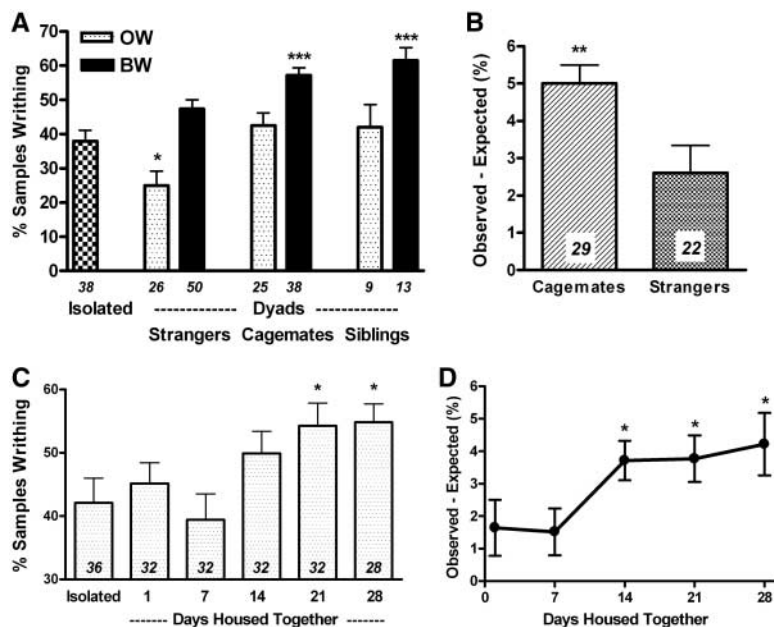 A
% Samples Writhing
70
60
50
40
30
20
10
0
OW
BW
*
***
***
38 26 50 25 38 9 13
Isolated ---------- Dyads ----------
Strangers Cagemates Siblings
B
Observed - Expected (%)
6
5
4
3
2
1
0
**
29 22
Cagemates Strangers
C
% Samples Writhing
60
50
40
30
* *
36 32 32 32 32 28
Isolated 1 7 14 21 28
------- Days Housed Together -------
D
Observed - Expected (%)
6
5
4
3
2
1
0
* * *
0 7 14 21 28
Days Housed Together